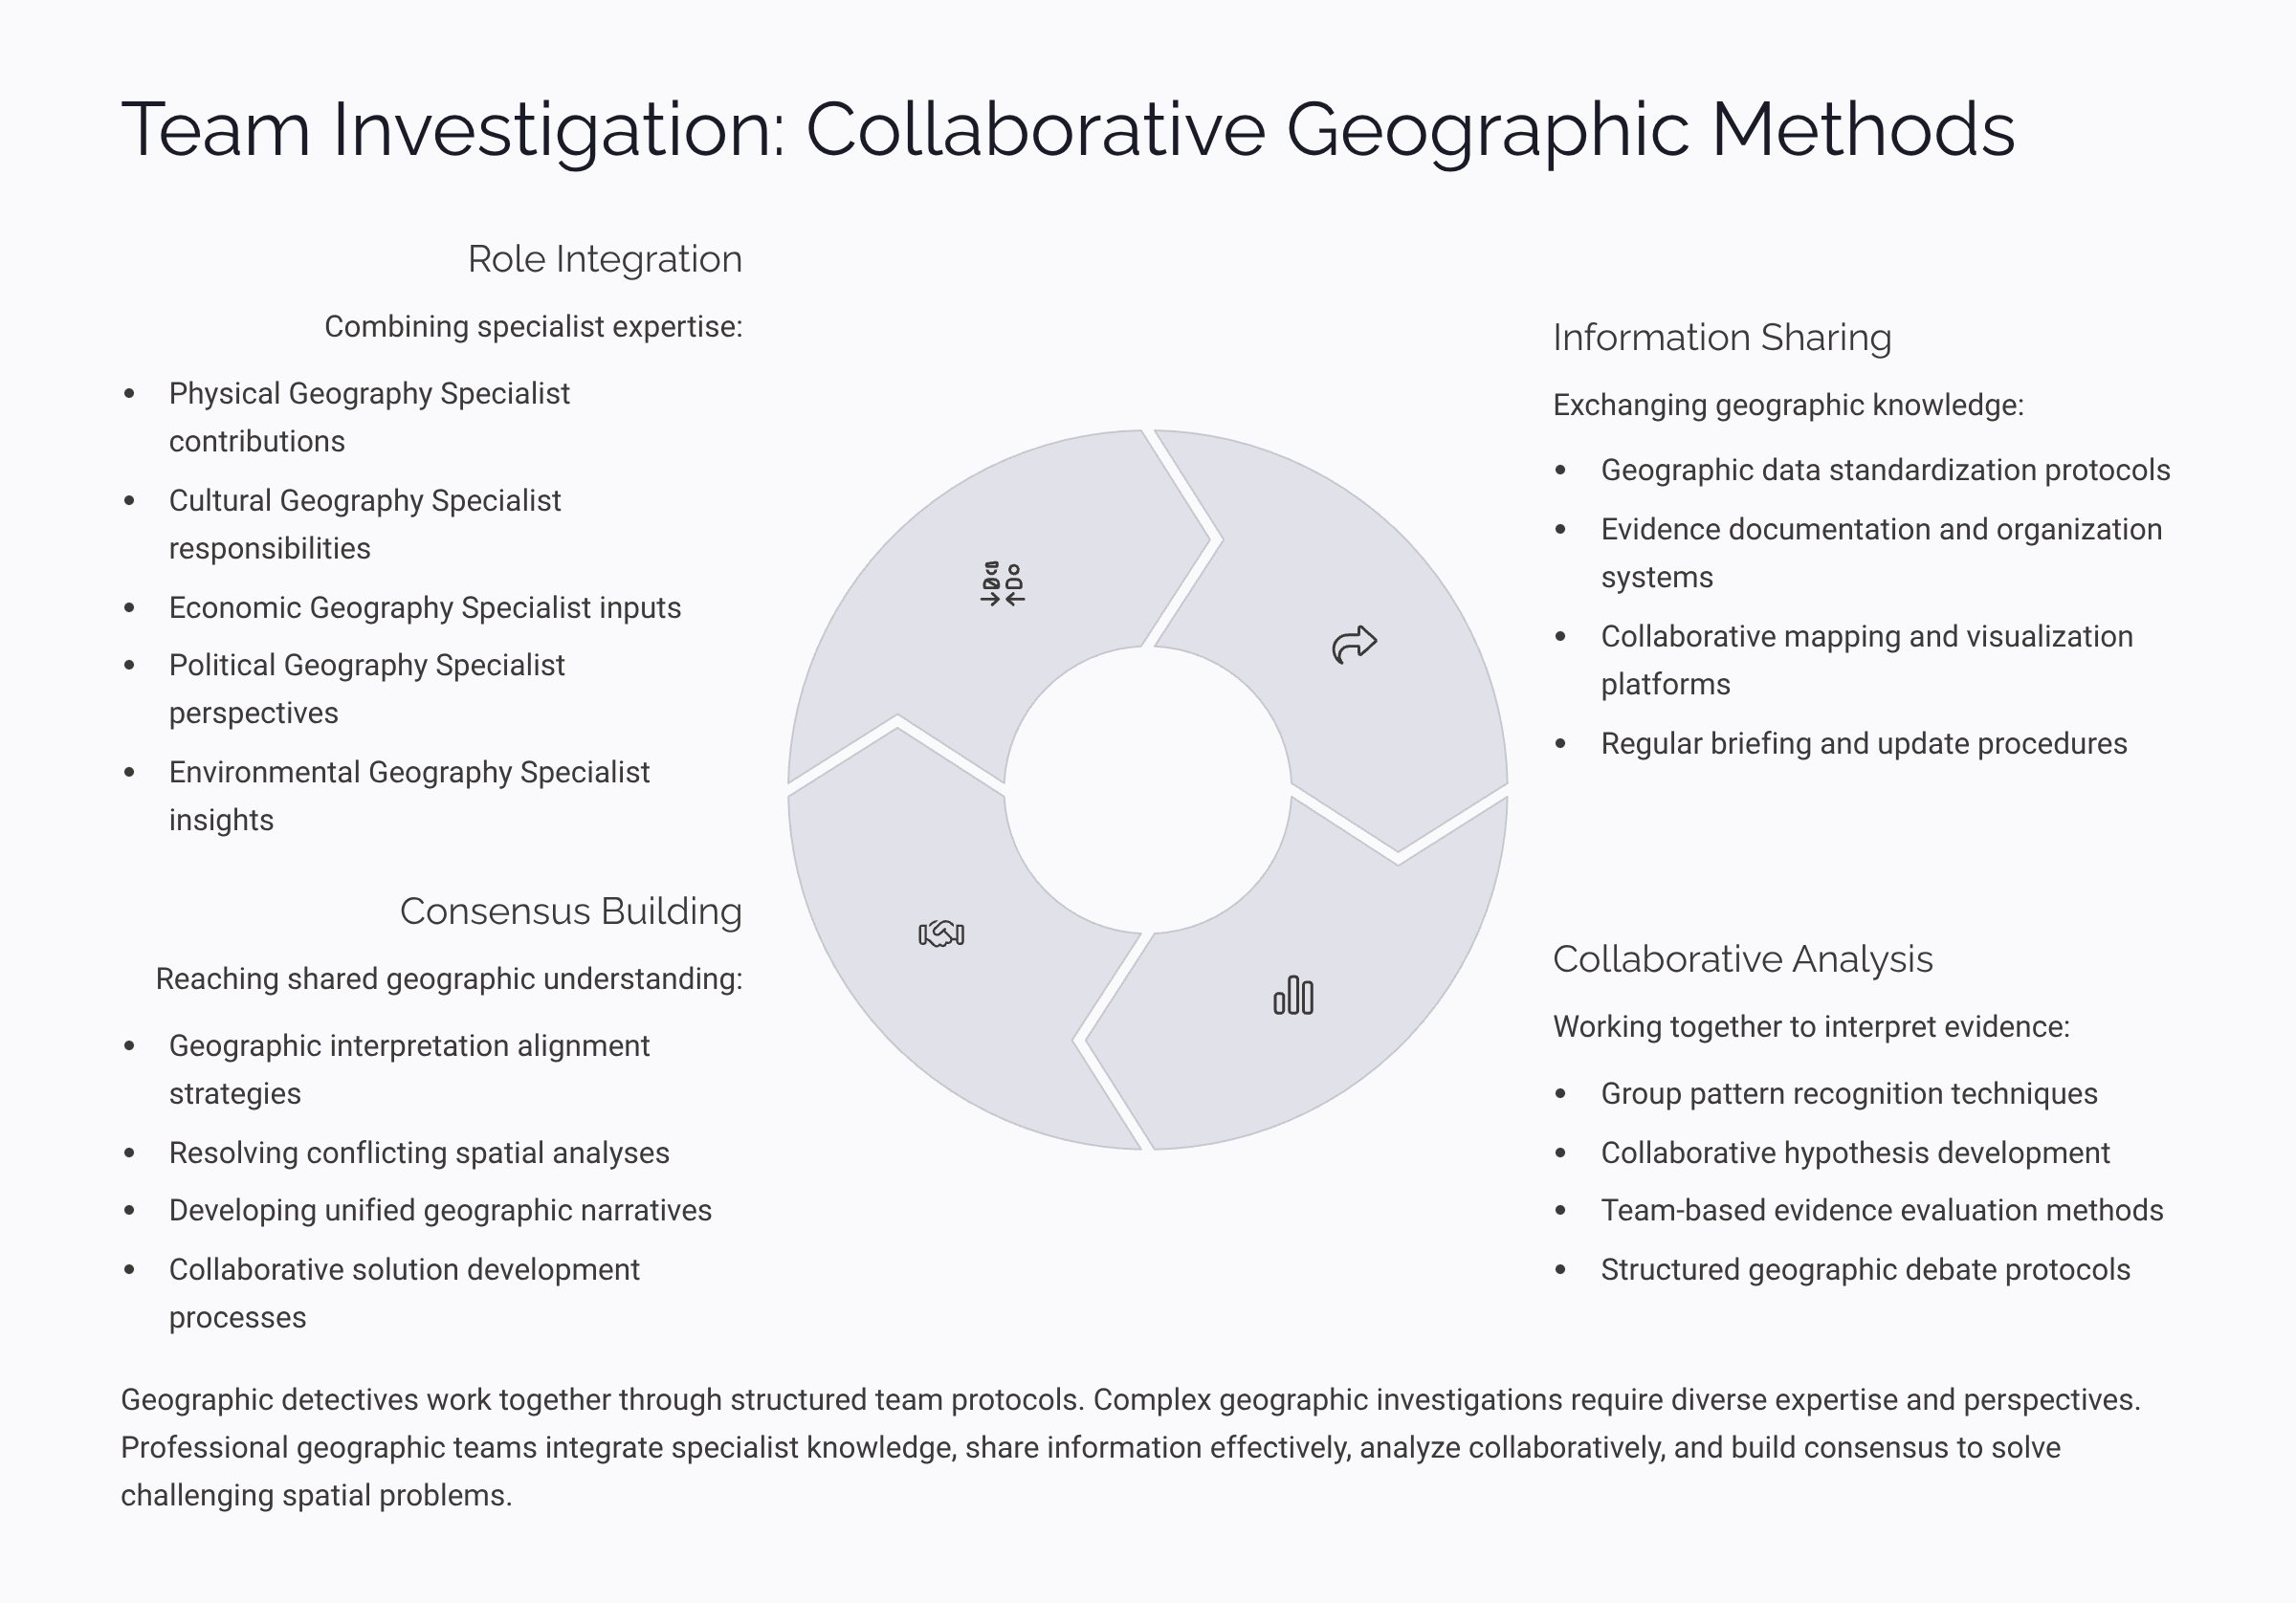 Team Investigation: Collaborative Geographic Methods
Role Integration
Combining specialist expertise:
• Physical Geography Specialist
contributions
• Cultural Geography Specialist
responsibilities
• Economic Geography Specialist inputs
• Political Geography Specialist
perspectives
• Environmental Geography Specialist
insights
Information Sharing
Exchanging geographic knowledge:
• Geographic data standardization protocols
• Evidence documentation and organization
systems
• Collaborative mapping and visualization
platforms
• Regular briefing and update procedures
Consensus Building
Reaching shared geographic understanding:
• Geographic interpretation alignment
strategies
• Resolving conflicting spatial analyses
• Developing unified geographic narratives
• Collaborative solution development
processes
Collaborative Analysis
Working together to interpret evidence:
• Group pattern recognition techniques
• Collaborative hypothesis development
• Team-based evidence evaluation methods
• Structured geographic debate protocols
Geographic detectives work together through structured team protocols. Complex geographic investigations require diverse expertise and perspectives.
Professional geographic teams integrate specialist knowledge, share information effectively, analyze collaboratively, and build consensus to solve
challenging spatial problems.